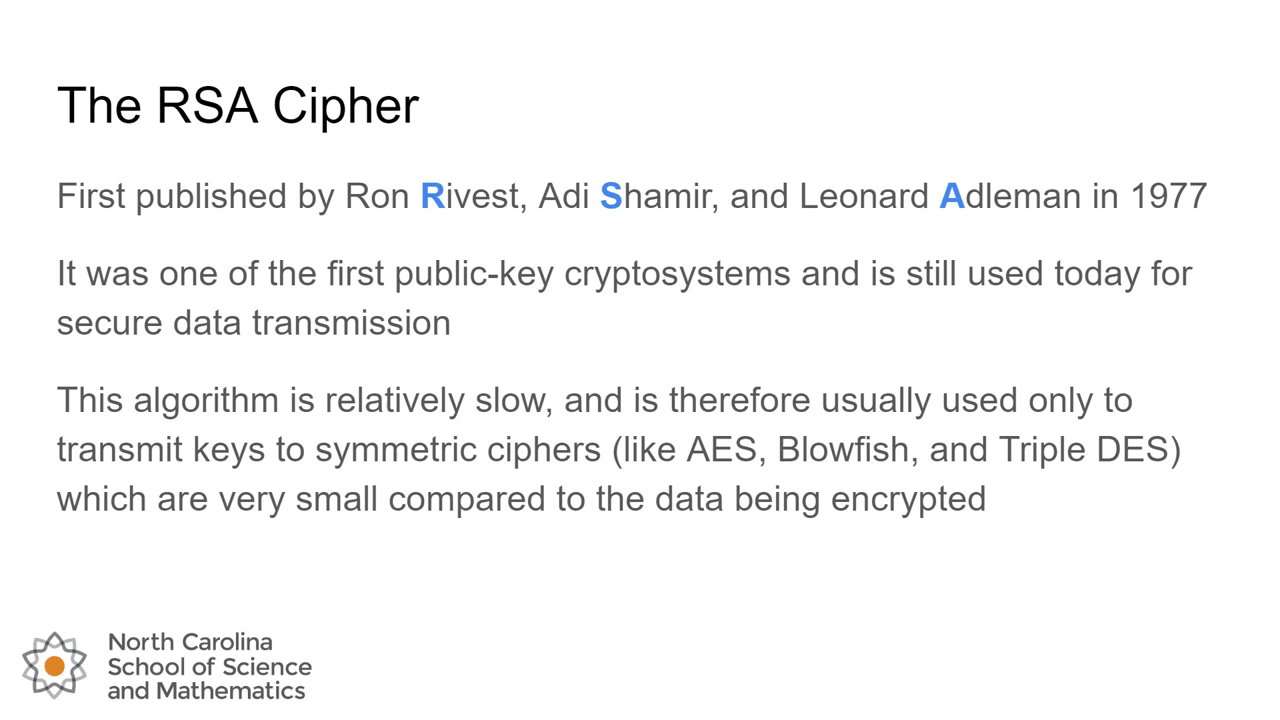 The RSA Cipher
First published by Ron Rivest, Adi Shamir, and Leonard Adleman in 1977
It was one of the first public-key cryptosystems and is still used today for
secure data transmission
This algorithm is relatively slow, and is therefore usually used only to
transmit keys to symmetric ciphers (like AES, Blowfish, and Triple DES)
which are very small compared to the data being encrypted
North Carolina
School of Science
and Mathematics